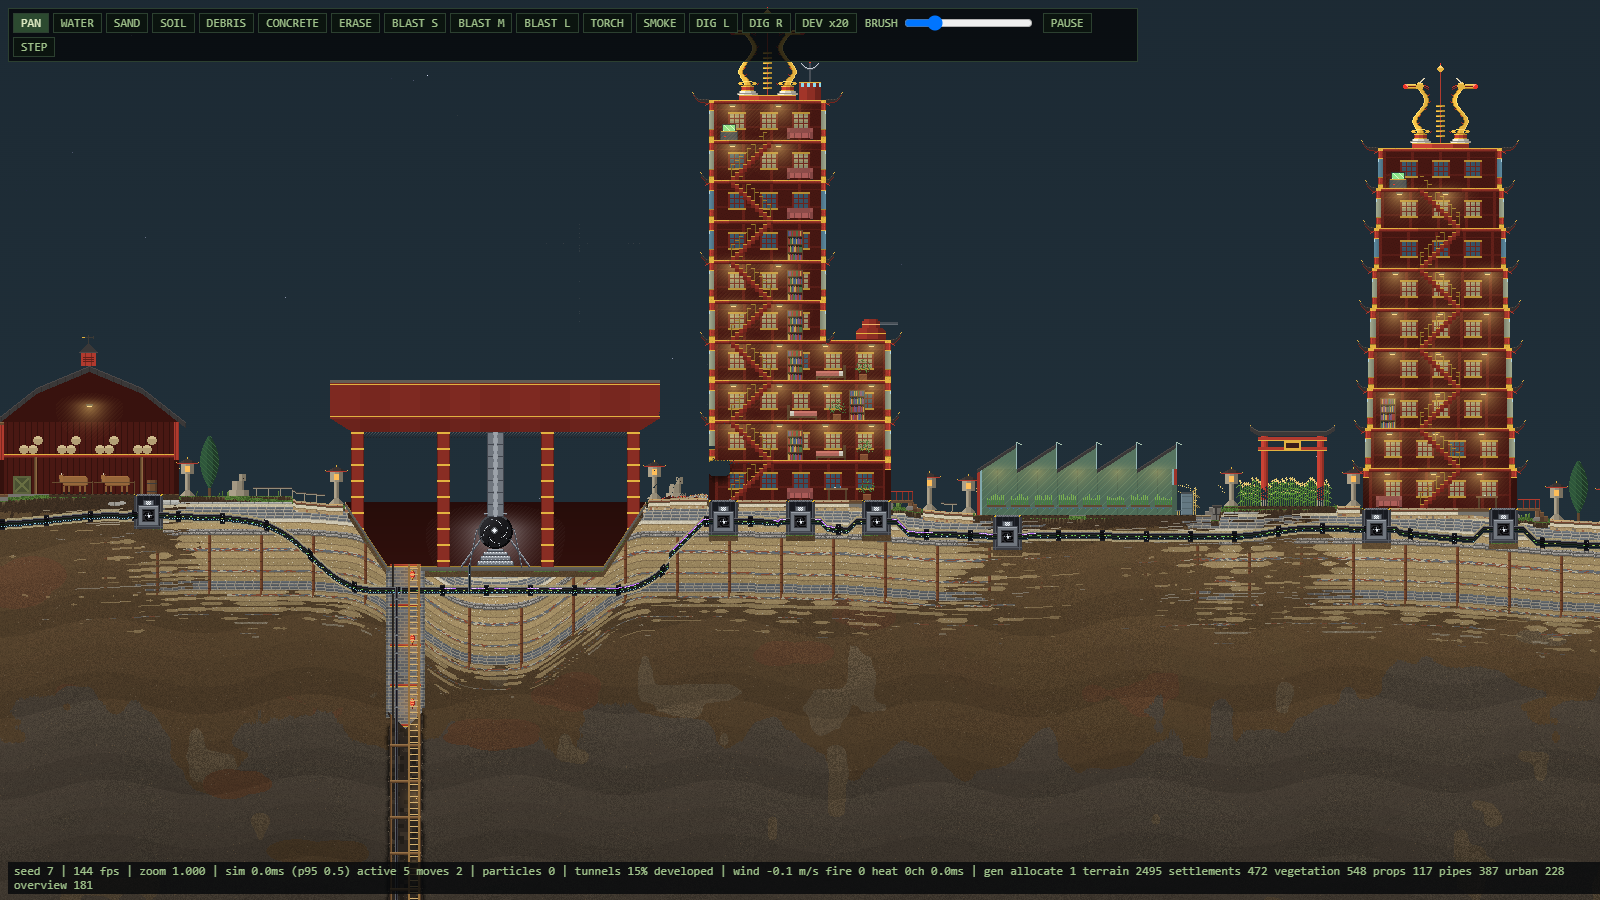 PAN WATER SAND SOIL DEBRIS CONCRETE ERASE BLAST S BLAST M BLAST L TORCH SMOKE DIG L DIG R DEV x20 BRUSH PAUSE
STEP
seed 7 | 144 fps | zoom 1.000 | sim 0.0ms (p95 0.5) active 5 moves 2 | particles 0 | tunnels 15% developed | wind -0.1 m/s fire 0 heat 0ch 0.0ms | gen allocate 1 terrain 2495 settlements 472 vegetation 548 props 117 pipes 387 urban 228
overview 181